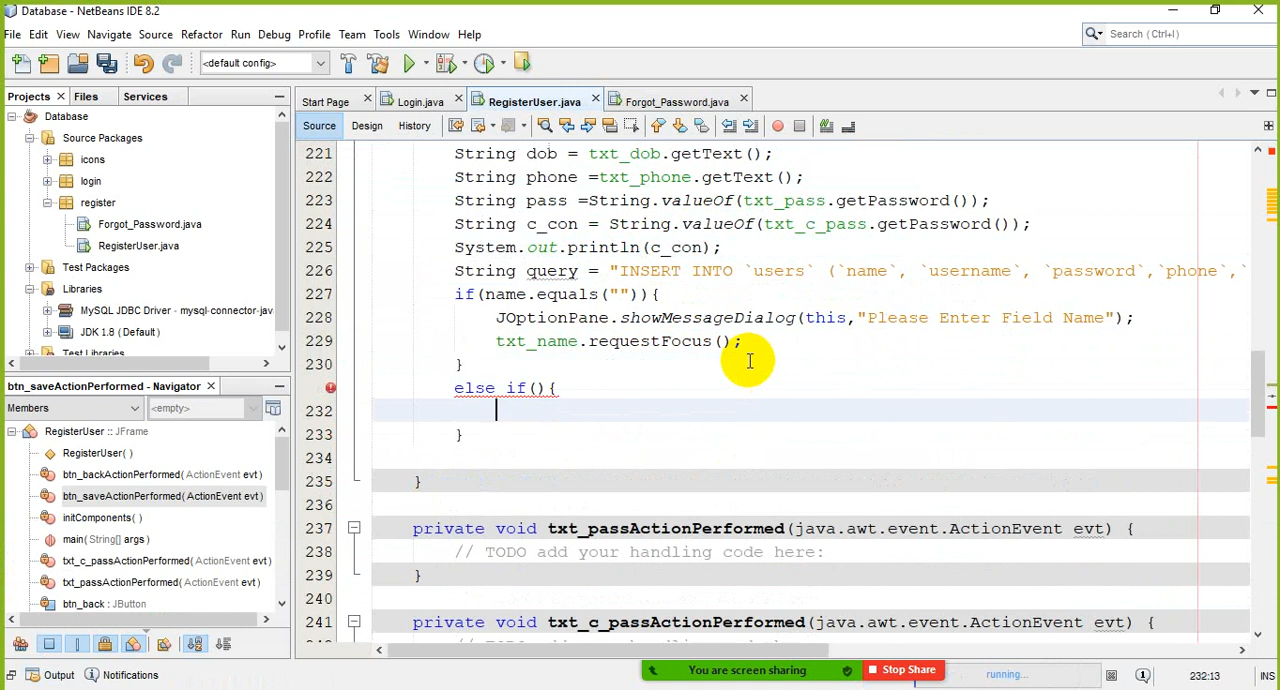 Database - NetBeans IDE 8.2
File Edit View Navigate Source Refactor Run Debug Profile Team Tools Window Help
Search (Ctrl+I)
<default config>
Projects Files Services
Start Page Login.java RegisterUser.java Forgot_Password.java
Source Design History
Database
Source Packages
icons
login
register
Forgot_Password.java
RegisterUser.java
Test Packages
Libraries
MySQL JDBC Driver - mysql-connector-jav
JDK 1.8 (Default)
Test Libraries
221 String dob = txt_dob.getText();
222 String phone =txt_phone.getText();
223 String pass =String.valueOf(txt_pass.getPassword());
224 String c_con = String.valueOf(txt_c_pass.getPassword());
225 System.out.println(c_con);
226 String query = "INSERT INTO `users` (`name`, `username`, `password`,`phone`,`
227 if(name.equals("")){
228 JOptionPane.showMessageDialog(this,"Please Enter Field Name");
229 txt_name.requestFocus();
230 }
else if(){
232
233 }
234
235 }
236
237 private void txt_passActionPerformed(java.awt.event.ActionEvent evt) {
238 // TODO add your handling code here:
239 }
240
241 private void txt_c_passActionPerformed(java.awt.event.ActionEvent evt) {
btn_saveActionPerformed - Navigator
Members <empty>
RegisterUser :: JFrame
RegisterUser()
btn_backActionPerformed(ActionEvent evt)
btn_saveActionPerformed(ActionEvent evt)
initComponents()
main(String[] args)
txt_c_passActionPerformed(ActionEvent evt)
txt_passActionPerformed(ActionEvent evt)
btn_back : JButton
Output Notifications
You are screen sharing Stop Share
running...
232:13 INS